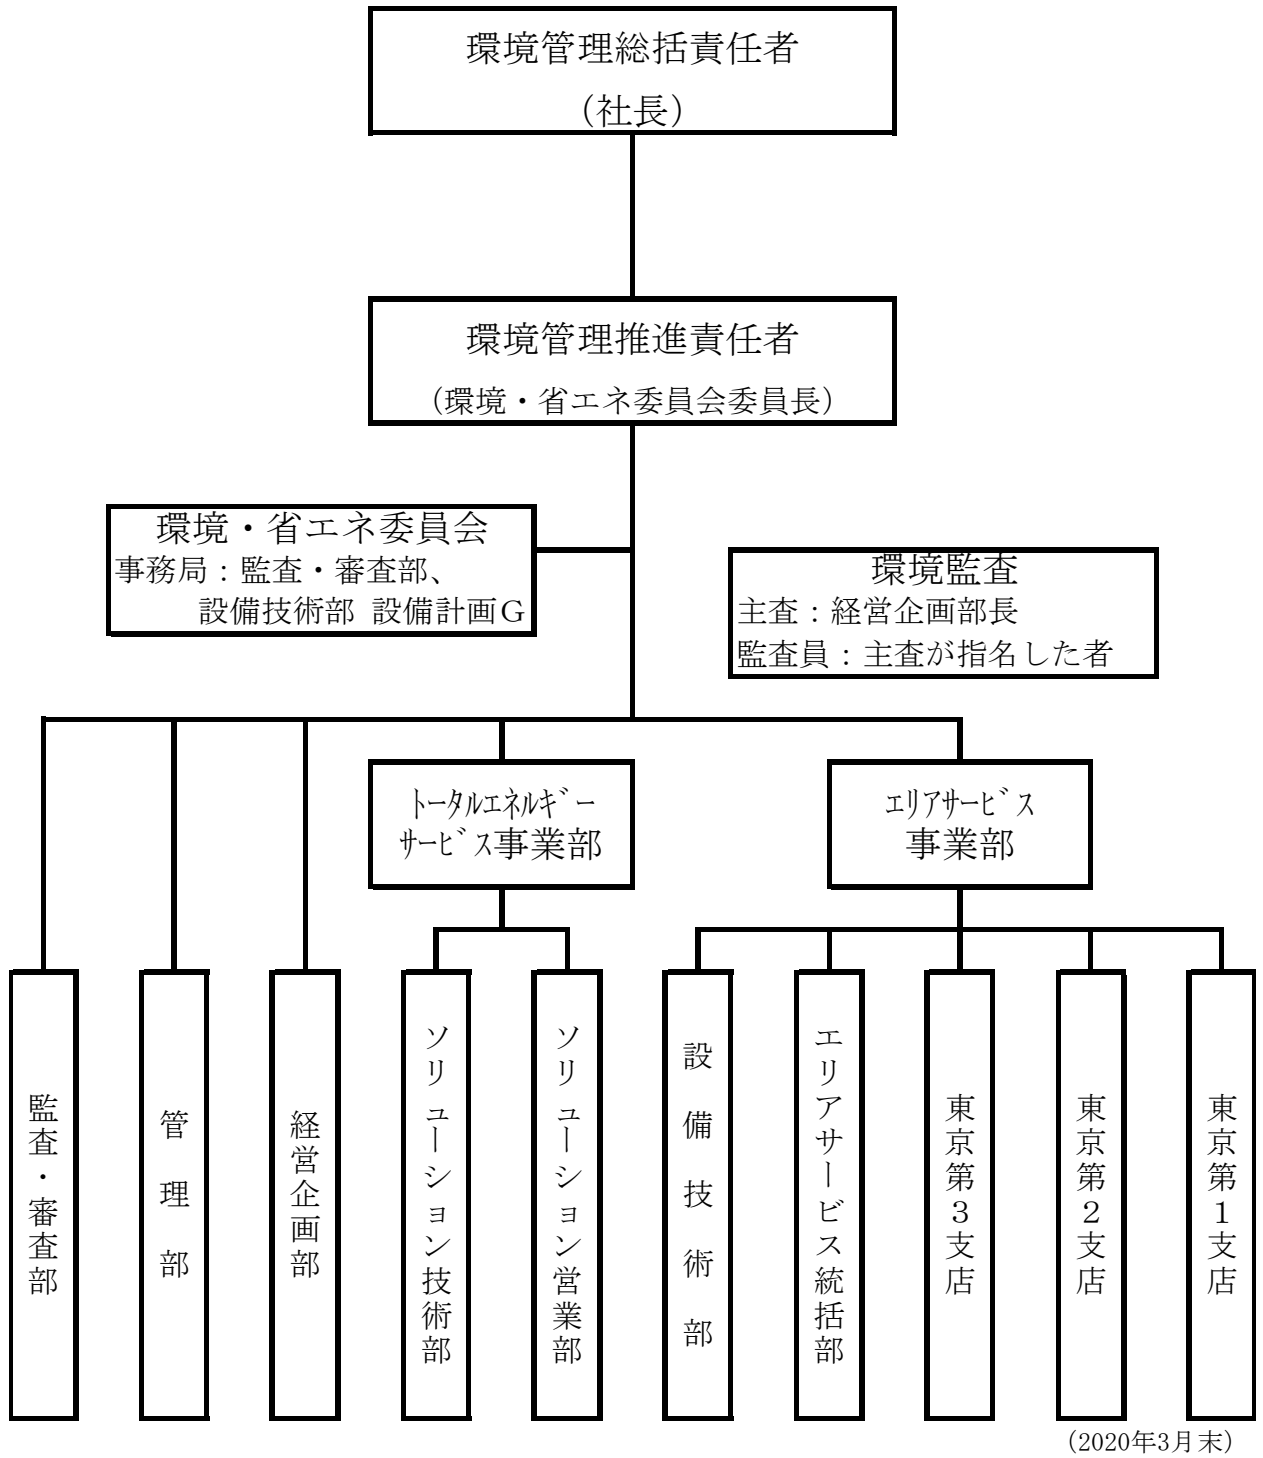 環境管理総括責任者
（社長）
環境管理推進責任者
（環境・省エネ委員会委員長）
環境・省エネ委員会
事務局：監査・審査部、
設備技術部 設備計画Ｇ
環境監査
主査：経営企画部長
監査員：主査が指名した者
ﾄｰﾀﾙｴﾈﾙｷﾞｰ
ｻｰﾋﾞｽ事業部
ｴﾘｱｻｰﾋﾞｽ
事業部
監査・審査部
管理部
経営企画部
ソリューション技術部
ソリューション営業部
設備技術部
エリアサービス統括部
東京第３支店
東京第２支店
東京第１支店
（2020年3月末）